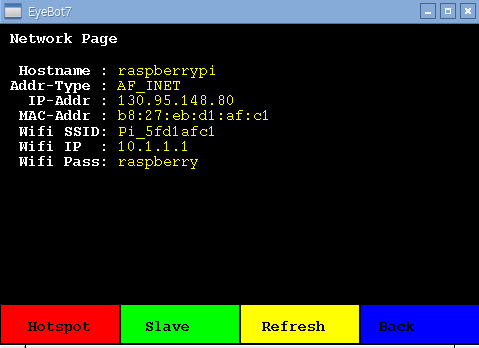 EyeBot7
Network Page
Hostname : raspberrypi
Addr-Type : AF_INET
IP-Addr : 130.95.148.80
MAC-Addr : b8:27:eb:d1:af:c1
Wifi SSID: Pi_5fd1afc1
Wifi IP  : 10.1.1.1
Wifi Pass: raspberry
Hotspot Slave Refresh Back